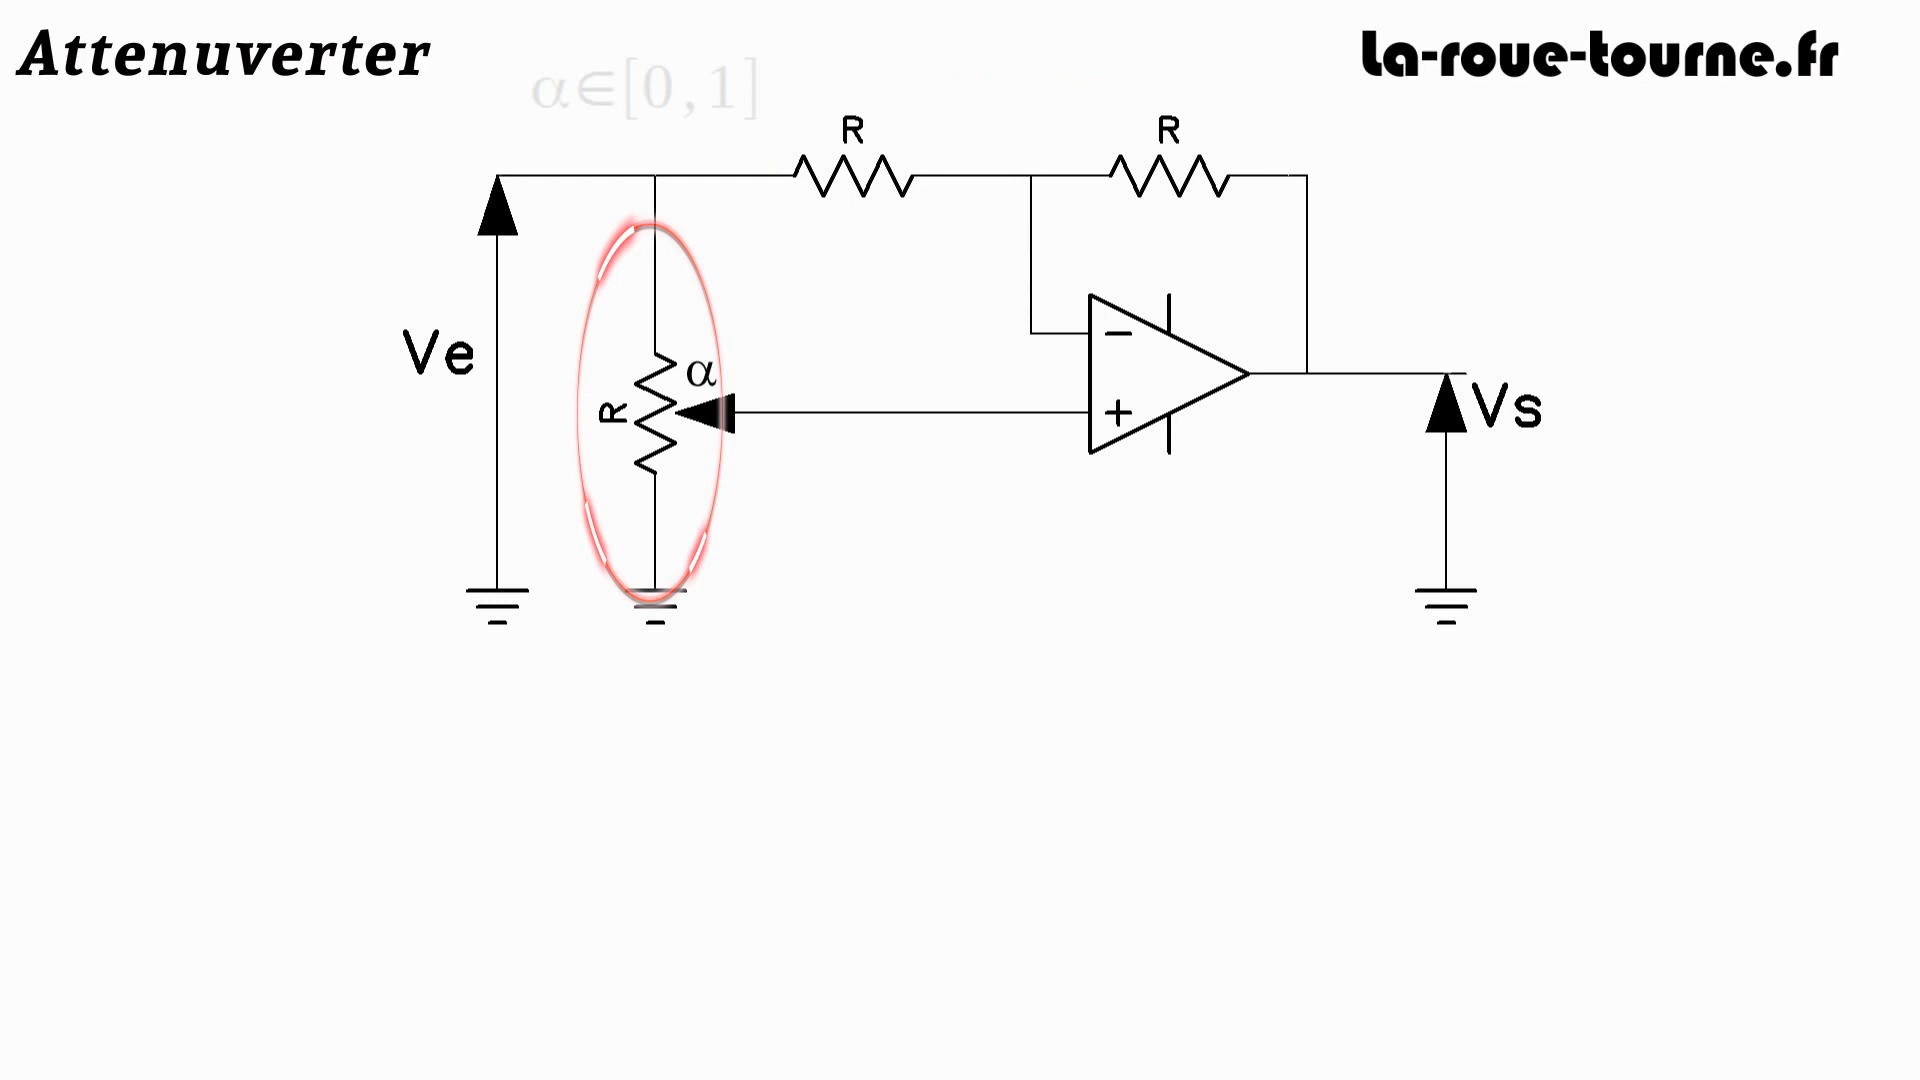 Attenuverter
La-roue-tourne.fr
α∈[0,1]
R
R
Ve
α
R
−
+
Vs